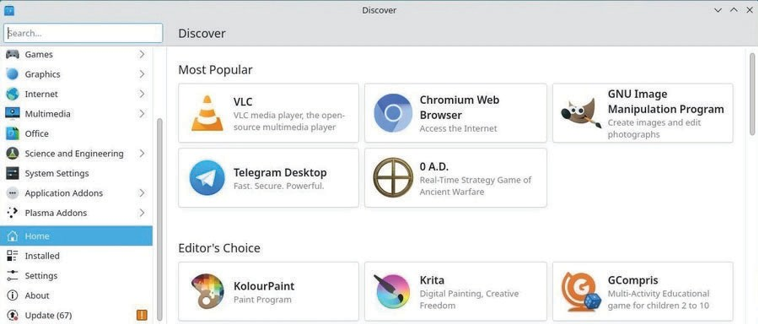 Discover
Search...
Games
Graphics
Internet
Multimedia
Office
Science and Engineering
System Settings
Application Addons
Plasma Addons
Home
Installed
Settings
About
Update (67)
Discover
Most Popular
VLC
VLC media player, the open-
source multimedia player
Chromium Web
Browser
Access the Internet
GNU Image
Manipulation Program
Create images and edit
photographs
Telegram Desktop
Fast. Secure. Powerful.
0 A.D.
Real-Time Strategy Game of
Ancient Warfare
Editor's Choice
KolourPaint
Paint Program
Krita
Digital Painting, Creative
Freedom
GCompris
Multi-Activity Educational
game for children 2 to 10